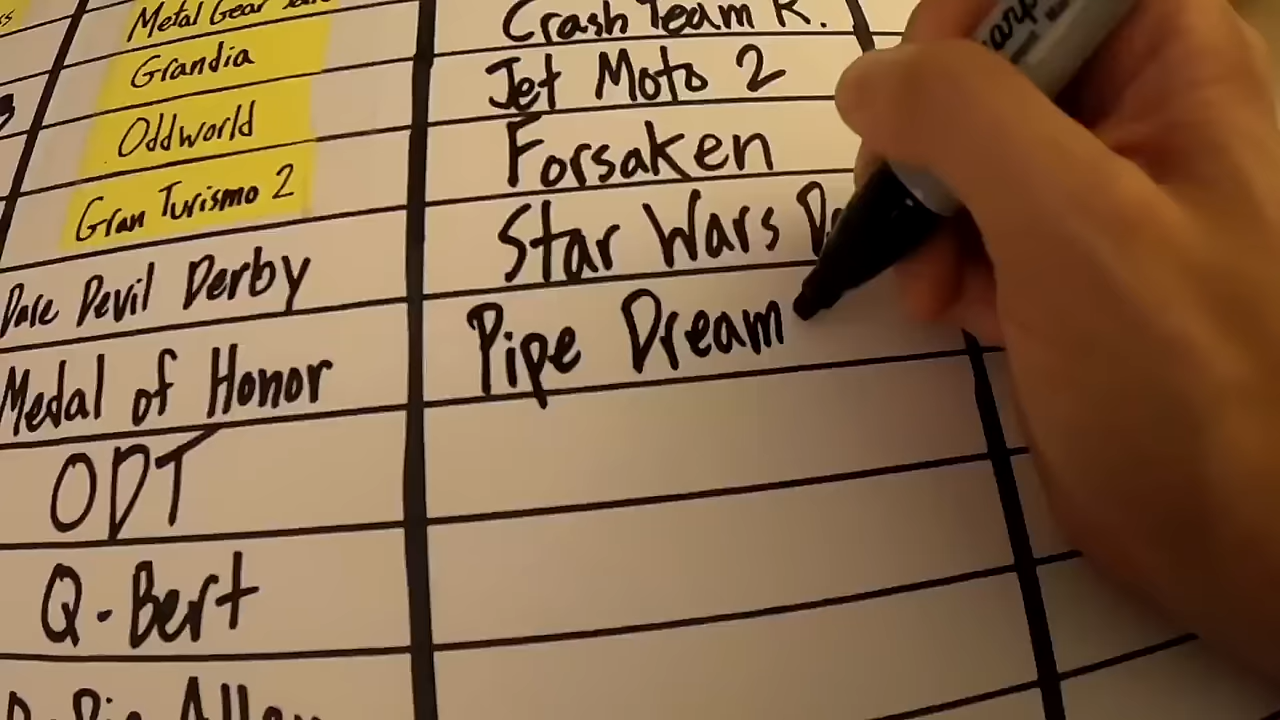 Metal Gear
Grandia
Oddworld
Gran Turismo 2
Dare Devil Derby
Medal of Honor
ODT
Q-Bert
Crash Team R.
Jet Moto 2
Forsaken
Star Wars
Pipe Dream